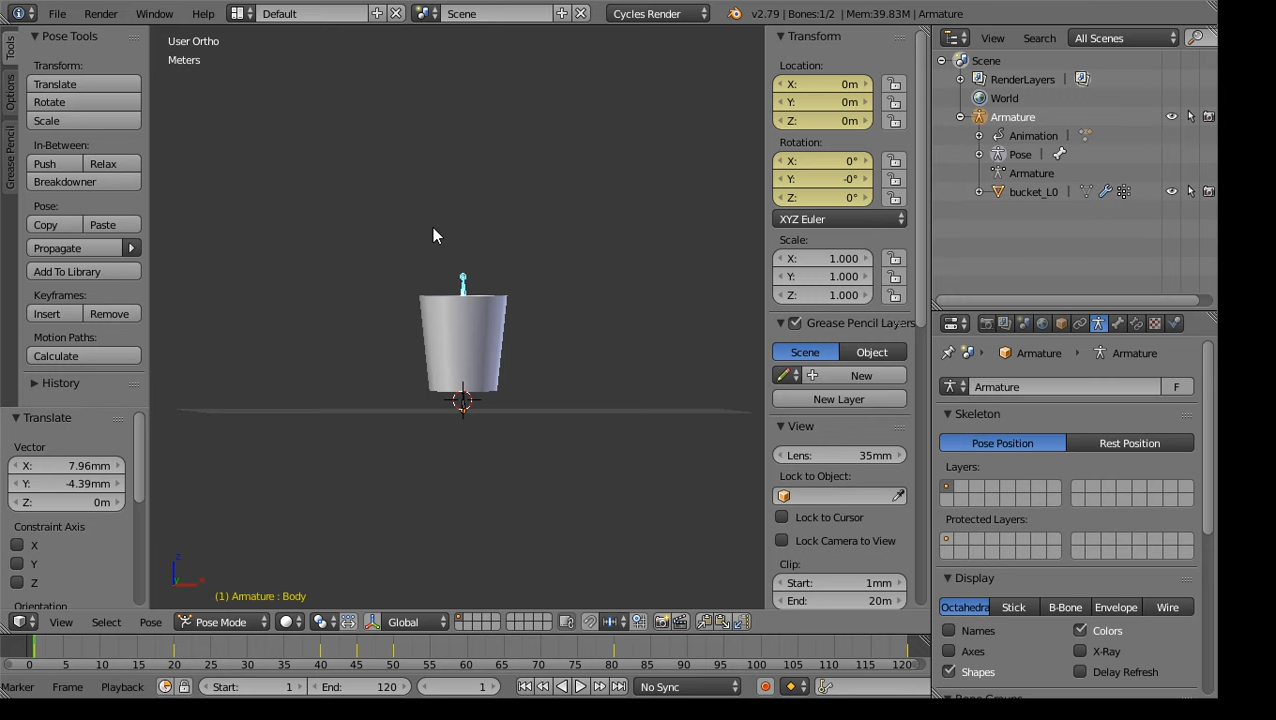 File Render Window Help Default Scene Cycles Render v2.79 | Bones:1/2 | Mem:39.83M | Armature
Tools
Options
Grease Pencil
Pose Tools
Transform:
Translate
Rotate
Scale
In-Between:
Push Relax
Breakdowner
Pose:
Copy Paste
Propagate
Add To Library
Keyframes:
Insert Remove
Motion Paths:
Calculate
History
Translate
Vector
X: 7.96mm
Y: -4.39mm
Z: 0m
Constraint Axis
X
Y
Z
Orientation
User Ortho
Meters
z
x
(1) Armature : Body
Transform
Location:
X: 0m
Y: 0m
Z: 0m
Rotation:
X: 0°
Y: -0°
Z: 0°
XYZ Euler
Scale:
X: 1.000
Y: 1.000
Z: 1.000
Grease Pencil Layers
Scene Object
New
New Layer
View
Lens: 35mm
Lock to Object:
Lock to Cursor
Lock Camera to View
Clip:
Start: 1mm
End: 20m
View Search All Scenes
Scene
RenderLayers
World
Armature
Animation
Pose
Armature
bucket_L0
Armature Armature
Armature F
Skeleton
Pose Position Rest Position
Layers:
Protected Layers:
Display
Octahedra Stick B-Bone Envelope Wire
Names Colors
Axes X-Ray
Shapes Delay Refresh
Bone Groups
View Select Pose Pose Mode Global
0 5 10 15 20 25 30 35 40 45 50 55 60 65 70 75 80 85 90 95 100 105 110 115 120
Marker Frame Playback Start: 1 End: 120 1 No Sync